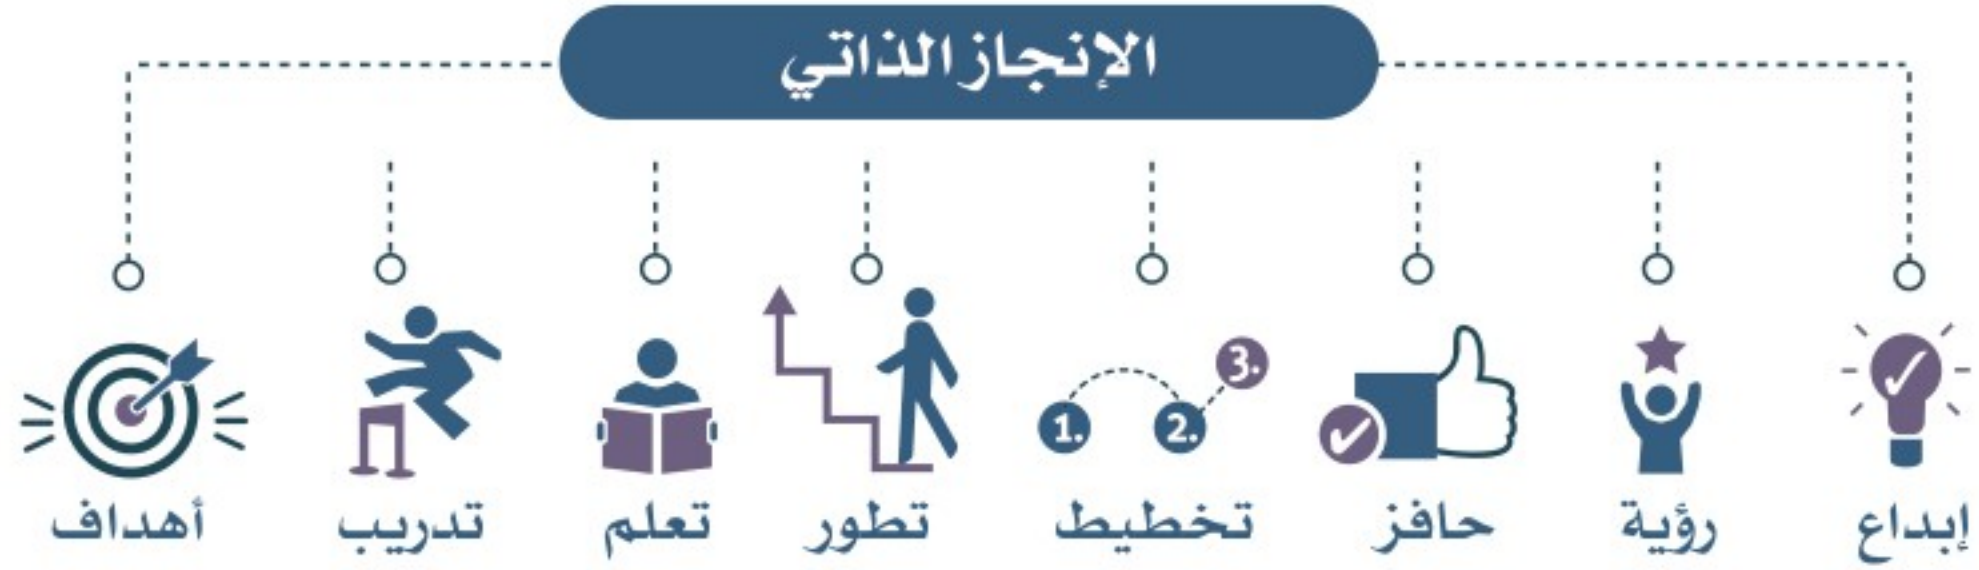 الإنجاز الذاتي
1. 2. 3.
إبداع رؤية حافز تخطيط تطور تعلم تدريب أهداف